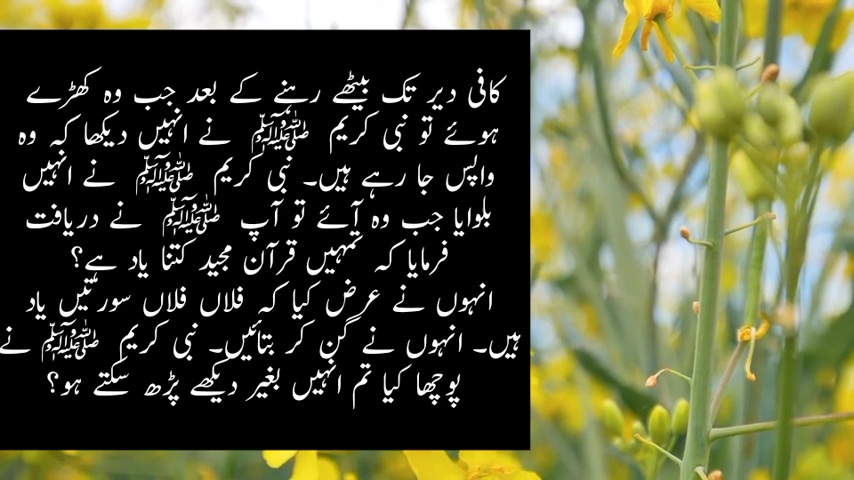 کافی دیر تک بیٹھے رہنے کے بعد جب وہ کھڑے
ہوئے تو نبی کریم ﷺ نے انہیں دیکھا کہ وہ
واپس جا رہے ہیں۔ نبی کریم ﷺ نے انہیں
بلوایا جب وہ آئے تو آپ ﷺ نے دریافت
فرمایا کہ تمہیں قرآن مجید کتنا یاد ہے؟
انہوں نے عرض کیا کہ فلاں فلاں سورتیں یاد
ہیں۔ انہوں نے گن کر بتائیں۔ نبی کریم ﷺ نے
پوچھا کیا تم انہیں بغیر دیکھے پڑھ سکتے ہو؟